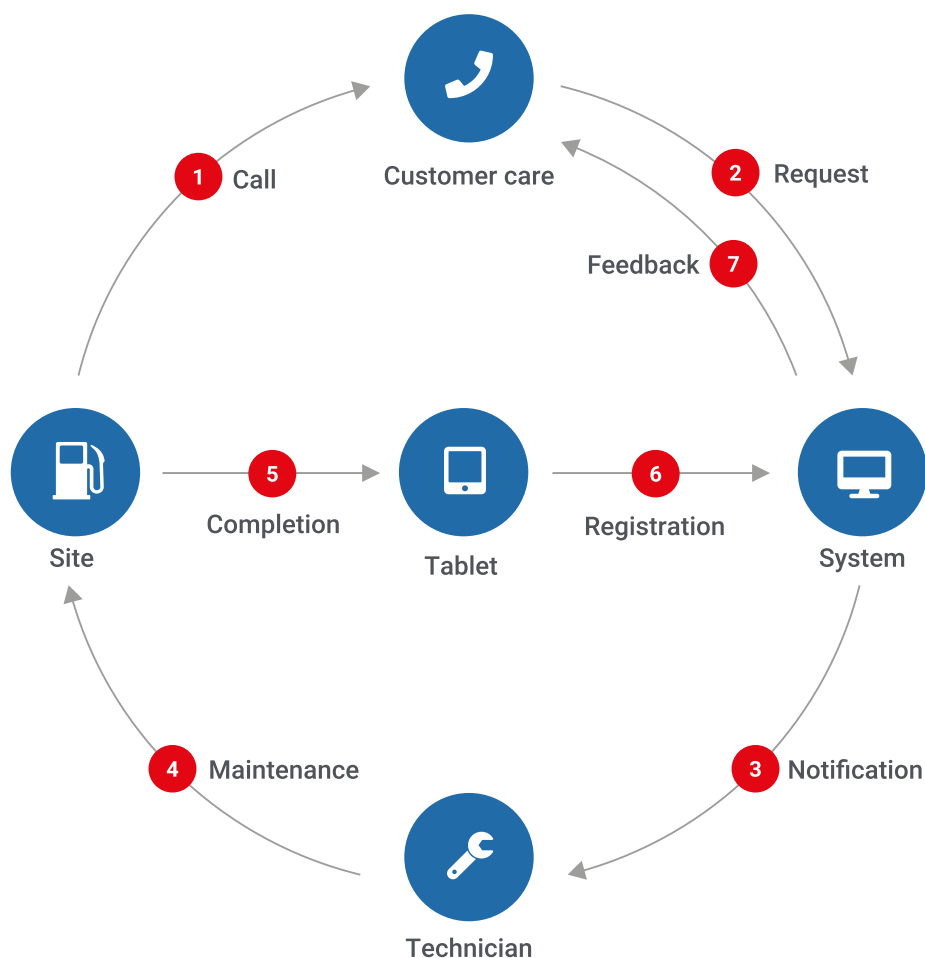 1 Call
Customer care
2 Request
Feedback 7
5
6
Completion
Registration
Site
Tablet
System
4 Maintenance
3 Notification
Technician